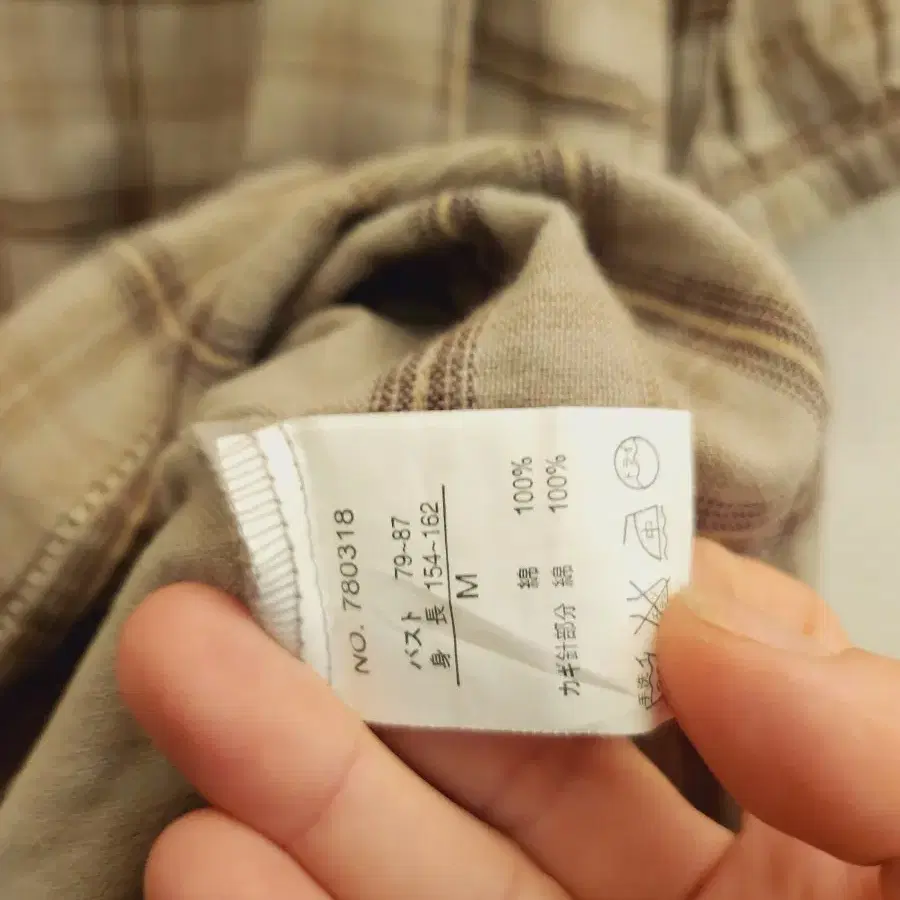 NO. 780318
バスト 79~87
身 長 154~162
M
綿 100%
カギ針部分 綿 100%
中